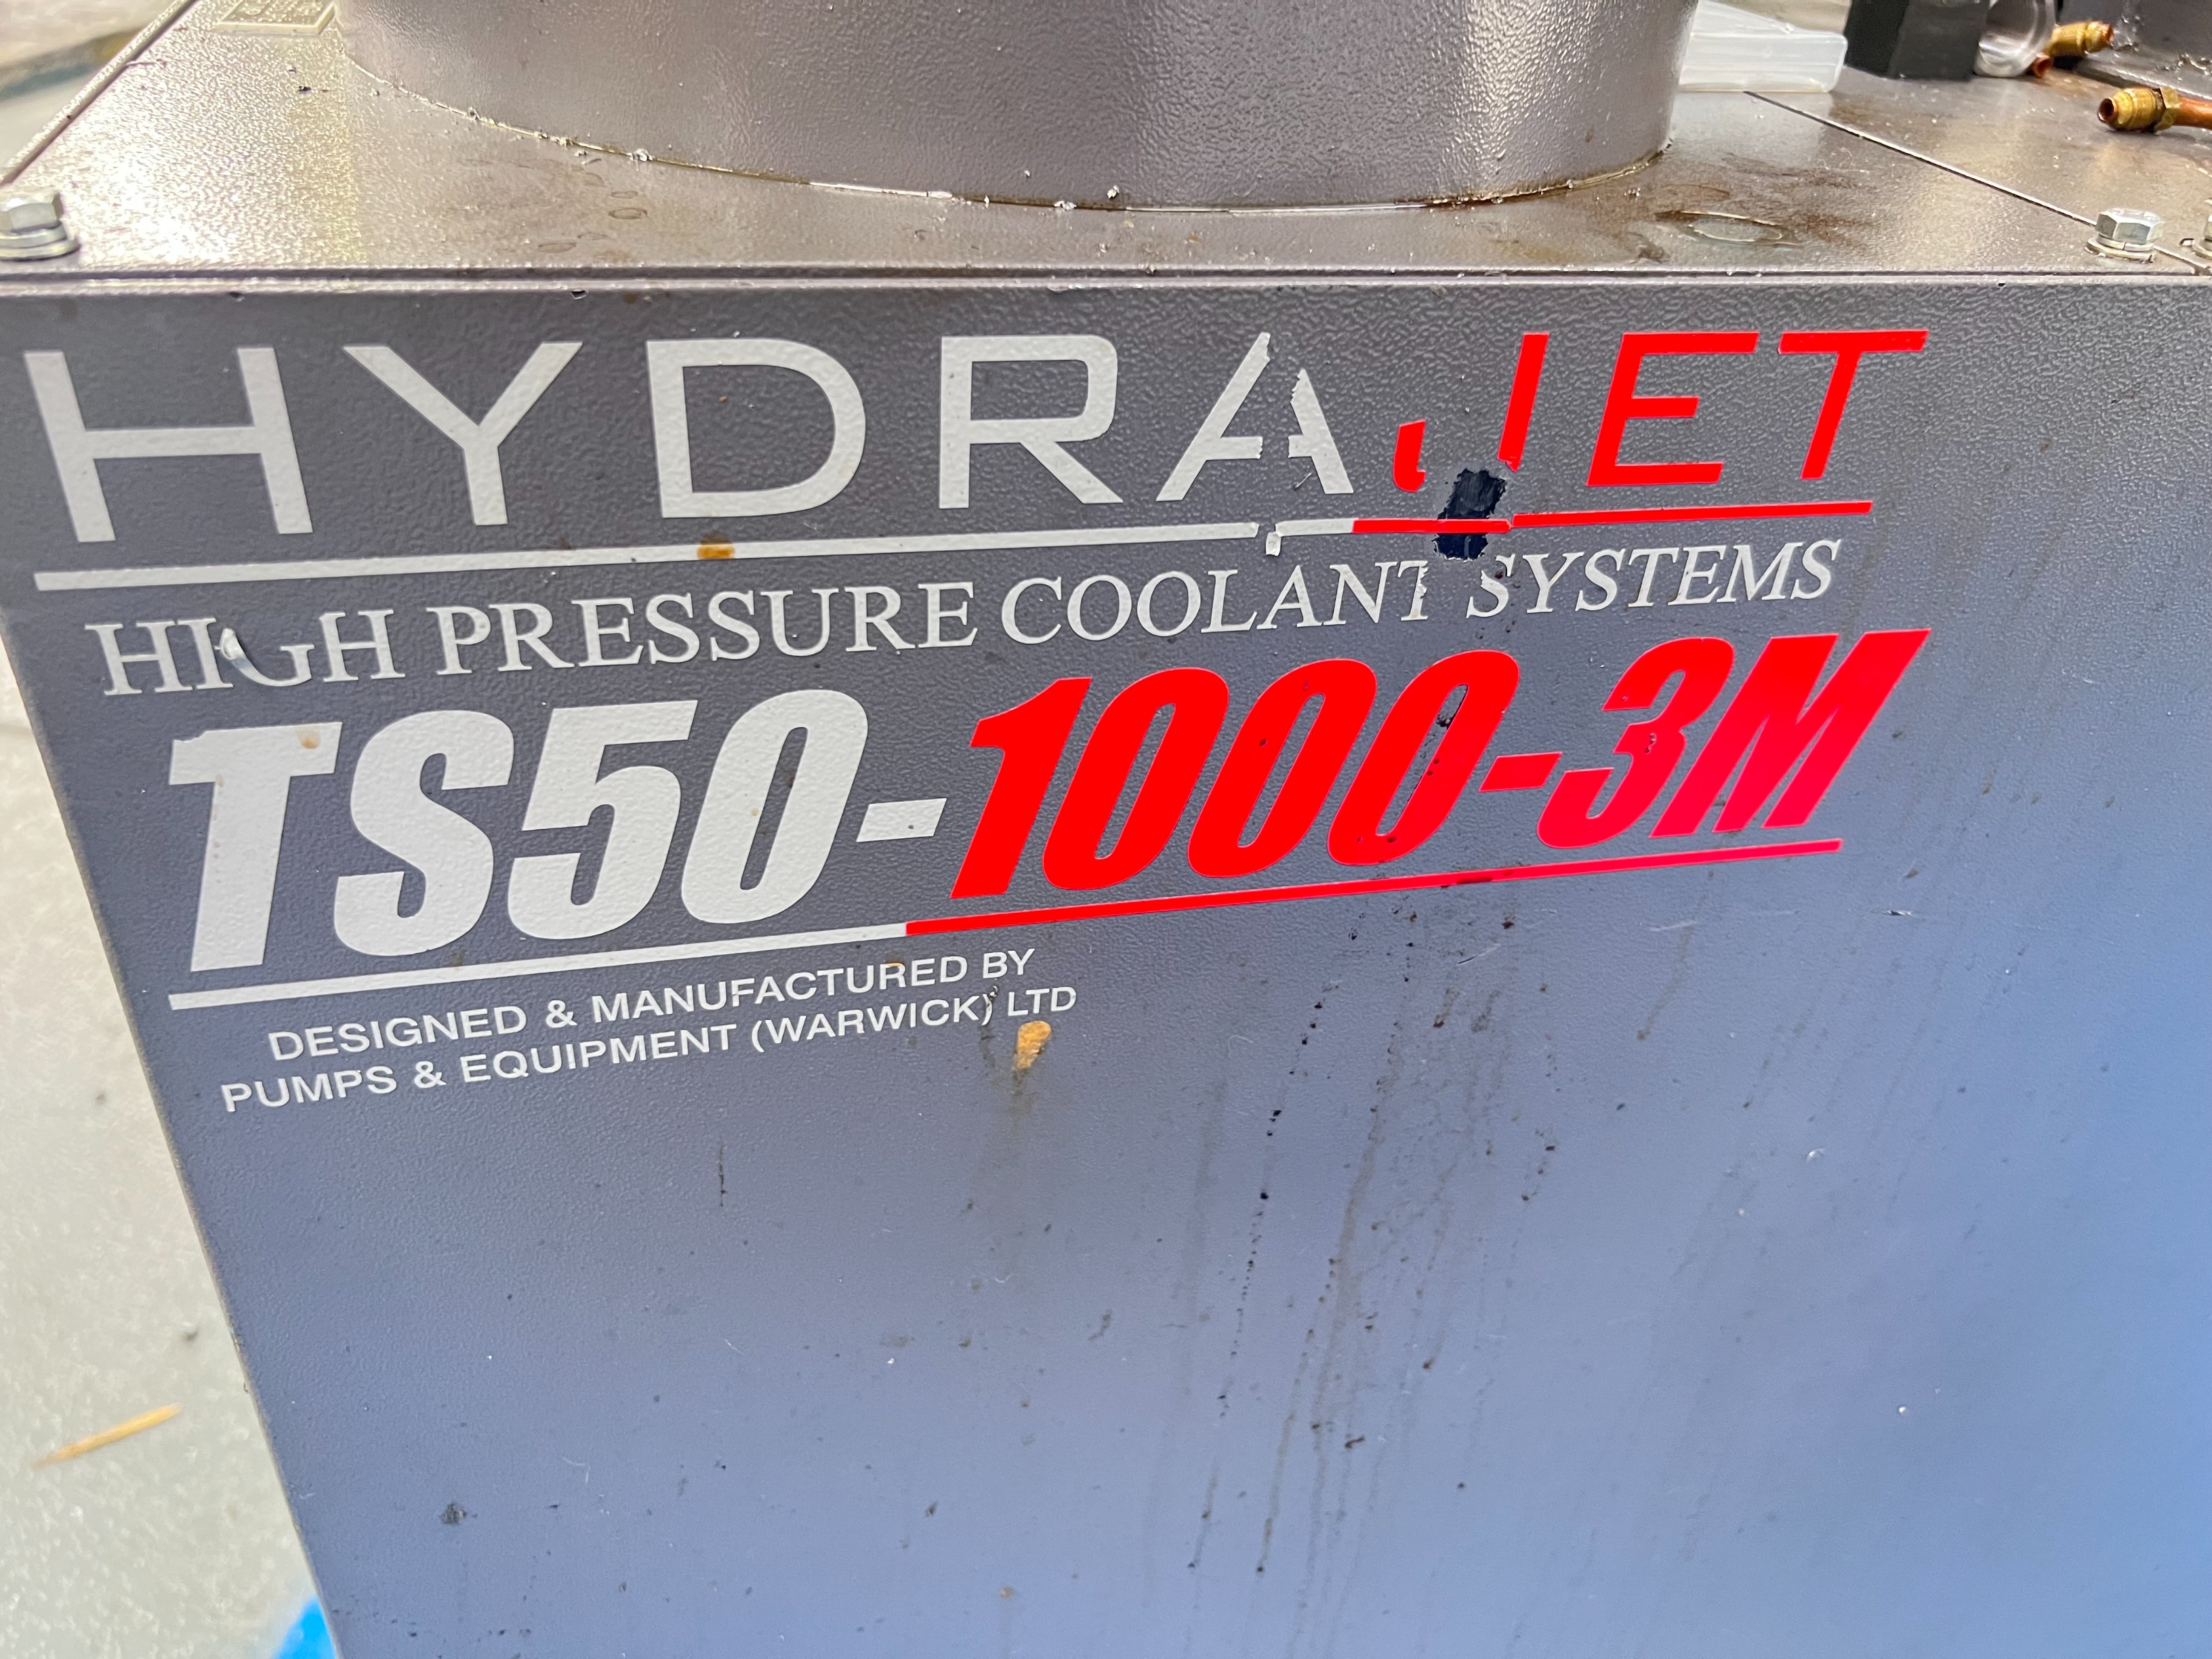 HYDRAJET
HIGH PRESSURE COOLANT SYSTEMS
TS50-1000-3M
DESIGNED & MANUFACTURED BY
PUMPS & EQUIPMENT (WARWICK) LTD